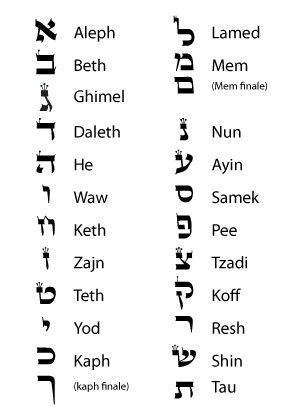 א Aleph
ב Beth
ג Ghimel
ד Daleth
ה He
ו Waw
ח Keth
ז Zajn
ט Teth
י Yod
כ Kaph
ך (kaph finale)
ל Lamed
מ Mem
ם (Mem finale)
נ Nun
ע Ayin
ס Samek
פ Pee
צ Tzadi
ק Koff
ר Resh
ש Shin
ת Tau